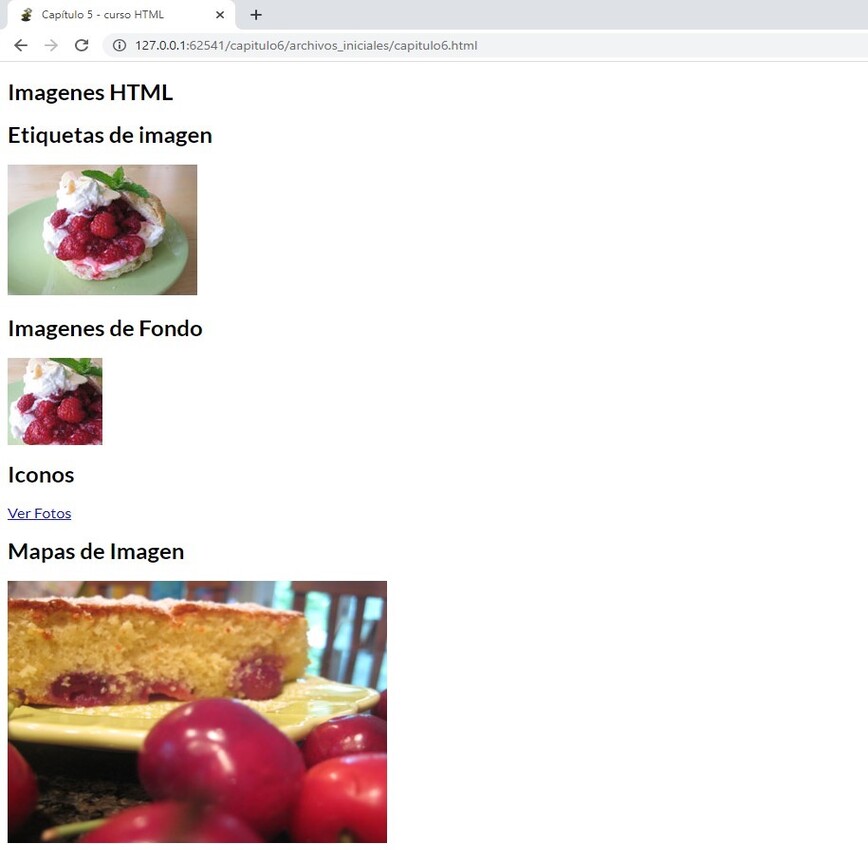 Capítulo 5 - curso HTML
127.0.0.1:62541/capitulo6/archivos_iniciales/capitulo6.html
Imagenes HTML
Etiquetas de imagen
Imagenes de Fondo
Iconos
Ver Fotos
Mapas de Imagen